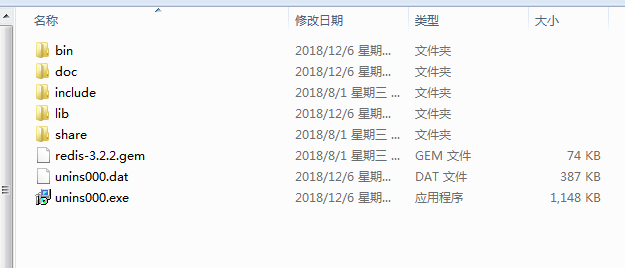 名称 修改日期 类型 大小
bin 2018/12/6 星期... 文件夹
doc 2018/12/6 星期... 文件夹
include 2018/8/1 星期三 ... 文件夹
lib 2018/12/6 星期... 文件夹
share 2018/8/1 星期三 ... 文件夹
redis-3.2.2.gem 2018/8/1 星期三 ... GEM 文件 74 KB
unins000.dat 2018/12/6 星期... DAT 文件 387 KB
unins000.exe 2018/12/6 星期... 应用程序 1,148 KB